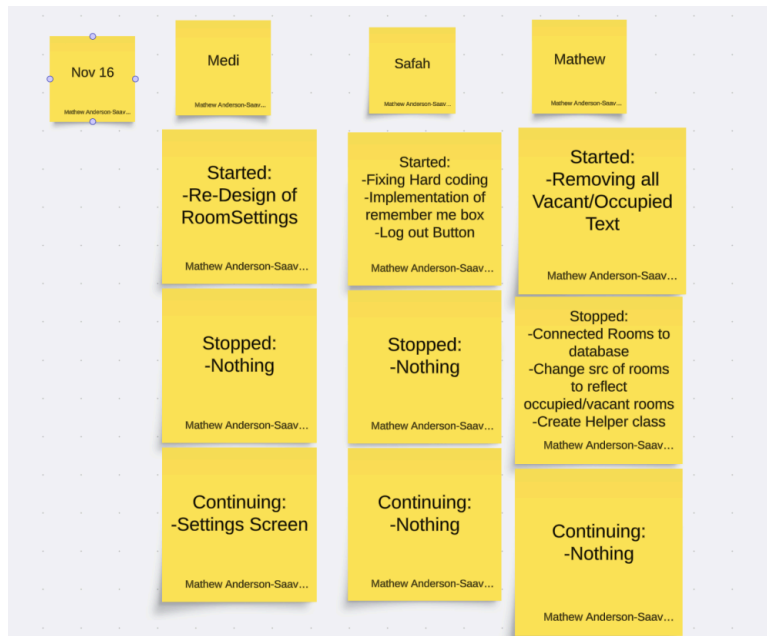 Nov 16
Mathew Anderson-Saav...
Medi
Mathew Anderson-Saav...
Safah
Mathew Anderson-Saav...
Mathew
Mathew Anderson-Saav...
Started:
-Re-Design of
RoomSettings
Mathew Anderson-Saav...
Started:
-Fixing Hard coding
-Implementation of
remember me box
-Log out Button
Mathew Anderson-Saav...
Started:
-Removing all
Vacant/Occupied
Text
Mathew Anderson-Saav...
Stopped:
-Nothing
Mathew Anderson-Saav...
Stopped:
-Nothing
Mathew Anderson-Saav...
Stopped:
-Connected Rooms to
database
-Change src of rooms
to reflect
occupied/vacant rooms
-Create Helper class
Mathew Anderson-Saav...
Continuing:
-Settings Screen
Mathew Anderson-Saav...
Continuing:
-Nothing
Mathew Anderson-Saav...
Continuing:
-Nothing
Mathew Anderson-Saav...